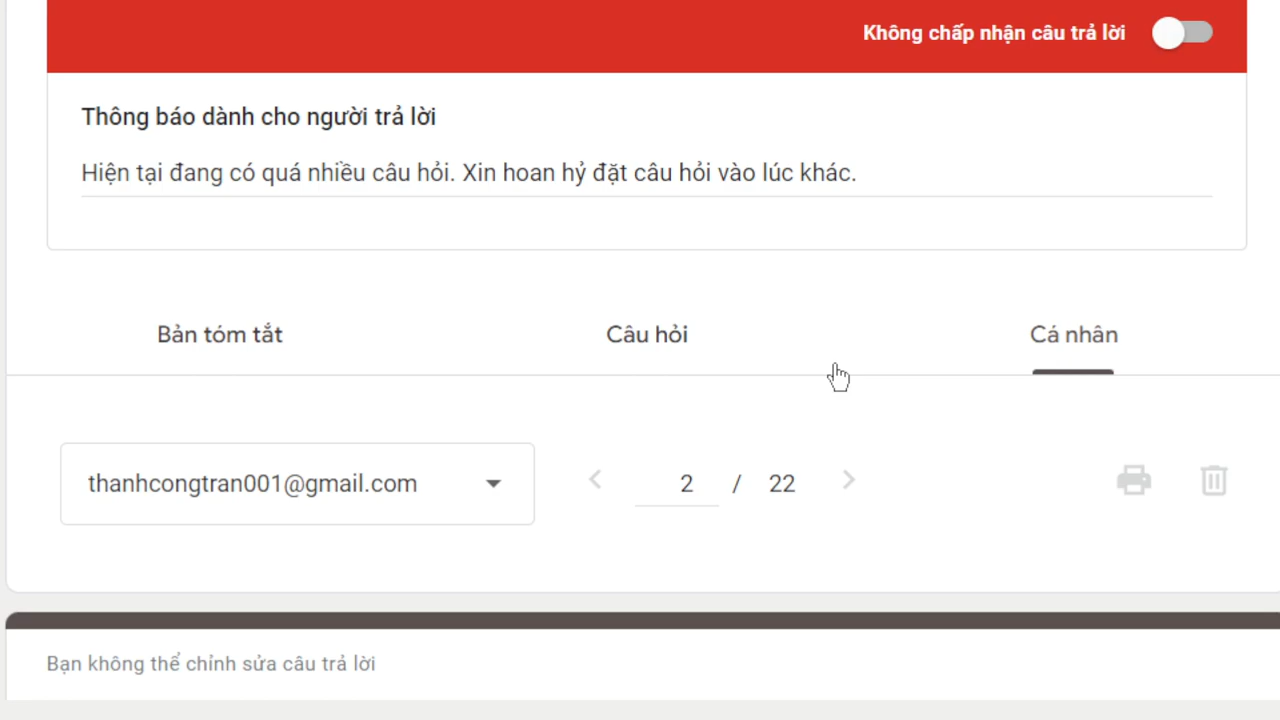 Không chấp nhận câu trả lời
Thông báo dành cho người trả lời
Hiện tại đang có quá nhiều câu hỏi. Xin hoan hỷ đặt câu hỏi vào lúc khác.
Bản tóm tắt Câu hỏi Cá nhân
thanhcongtran001@gmail.com 2 / 22
Bạn không thể chỉnh sửa câu trả lời